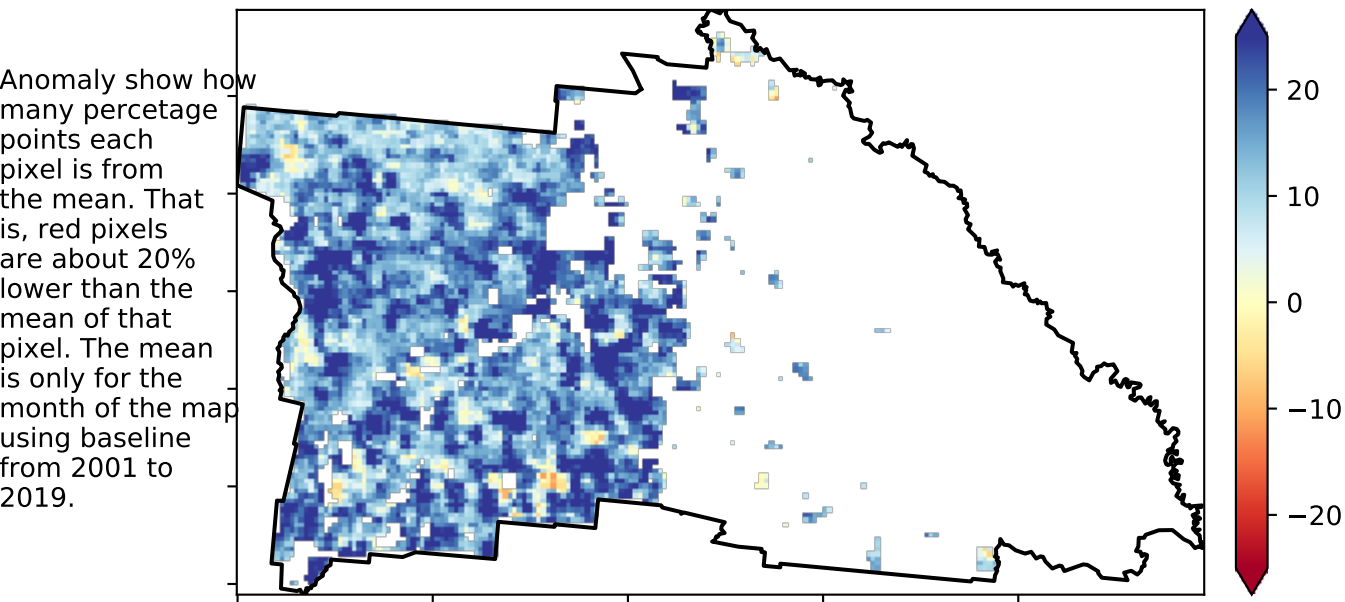 Anomaly show how
many percetage
points each
pixel is from
the mean. That
is, red pixels
are about 20%
lower than the
mean of that
pixel. The mean
is only for the
month of the map
using baseline
from 2001 to
2019.
20
10
0
−10
−20